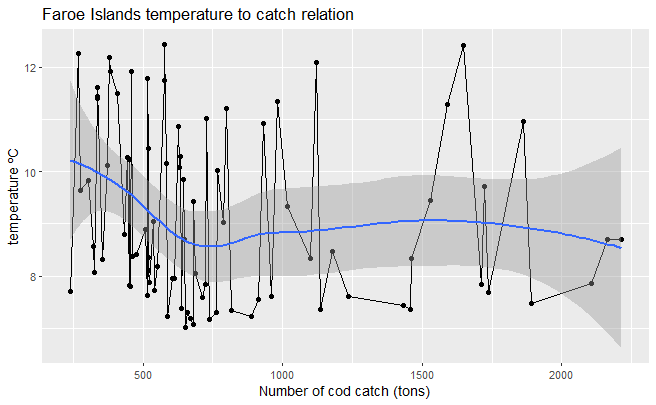 Faroe Islands temperature to catch relation
12
10
8
temperature ºC
500
1000
1500
2000
Number of cod catch (tons)